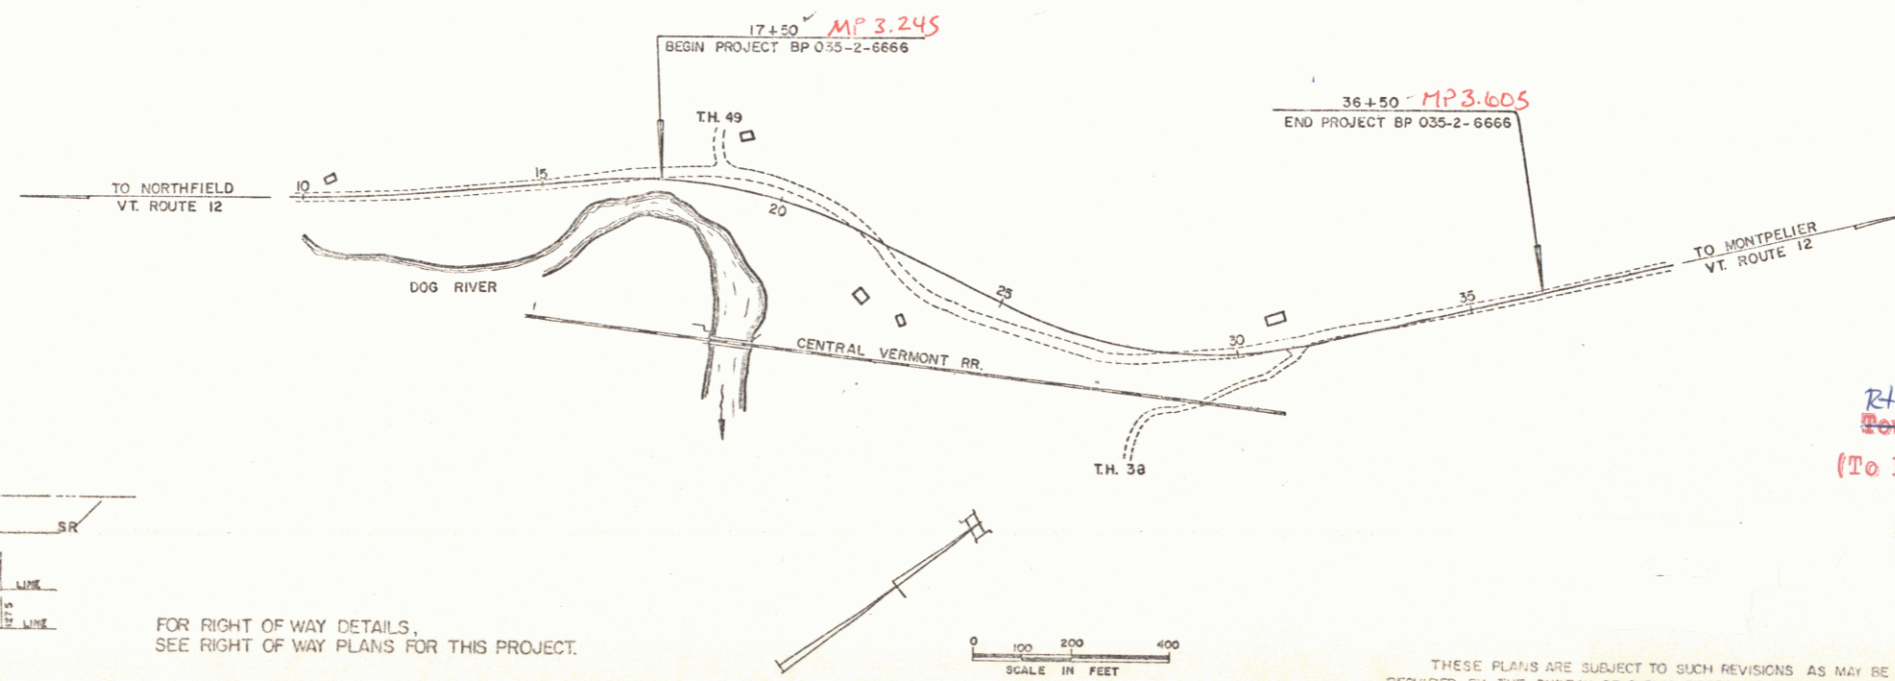 17+50 MP 3.245
BEGIN PROJECT BP 035-2-6666
36+50 - MP 3.605
END PROJECT BP 035-2-6666
T.H. 49
TO NORTHFIELD
VT. ROUTE 12
10
15
20
25
30
35
TO MONTPELIER
VT. ROUTE 12
DOG RIVER
CENTRAL VERMONT RR.
T.H. 38
(To
SR
LINE
LINE
FOR RIGHT OF WAY DETAILS,
SEE RIGHT OF WAY PLANS FOR THIS PROJECT.
0 100 200 400
SCALE IN FEET
THESE PLANS ARE SUBJECT TO SUCH REVISIONS AS MAY BE